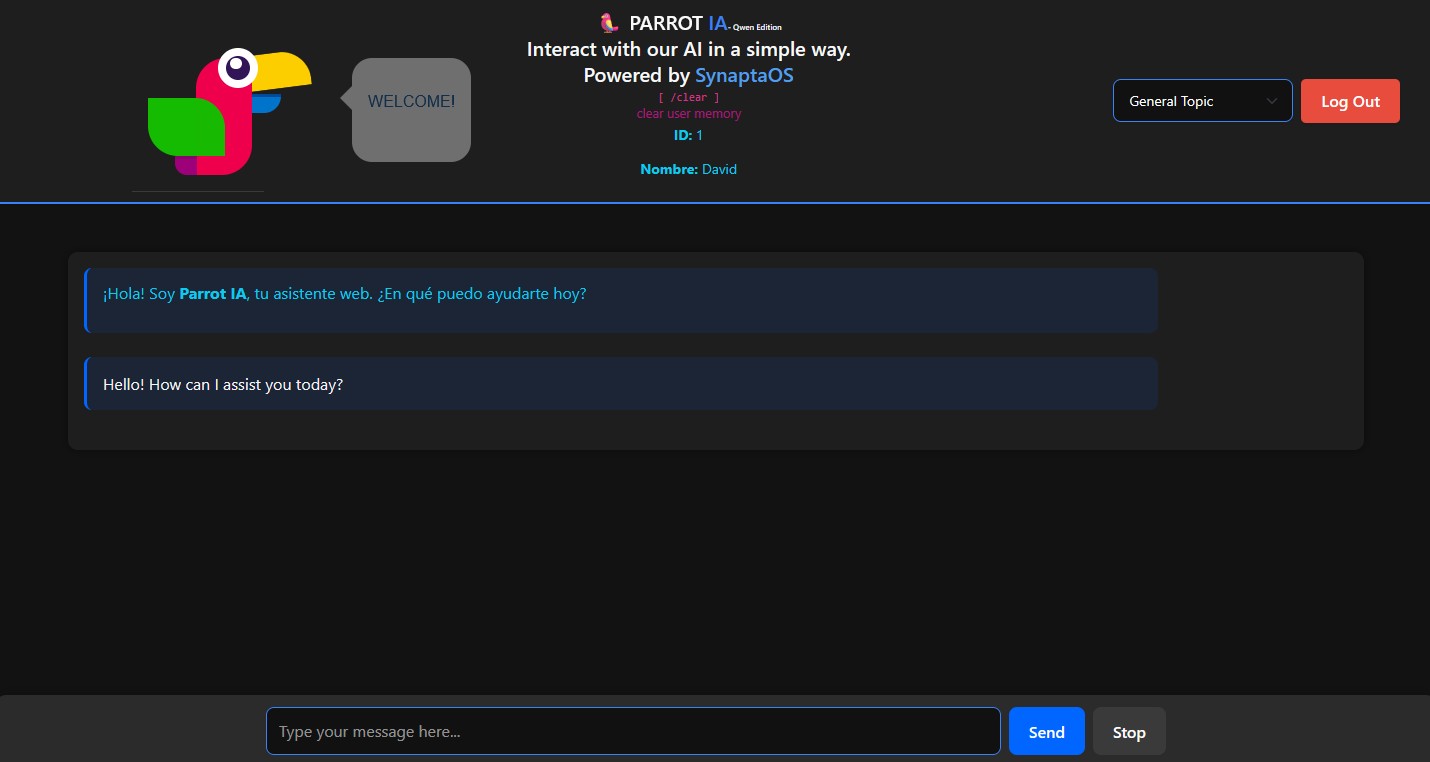 PARROT IA- Qwen Edition
Interact with our AI in a simple way.
Powered by SynaptaOS
[ /clear ]
clear user memory
ID: 1
Nombre: David
WELCOME!
General Topic
Log Out
¡Hola! Soy Parrot IA, tu asistente web. ¿En qué puedo ayudarte hoy?
Hello! How can I assist you today?
Type your message here...
Send
Stop